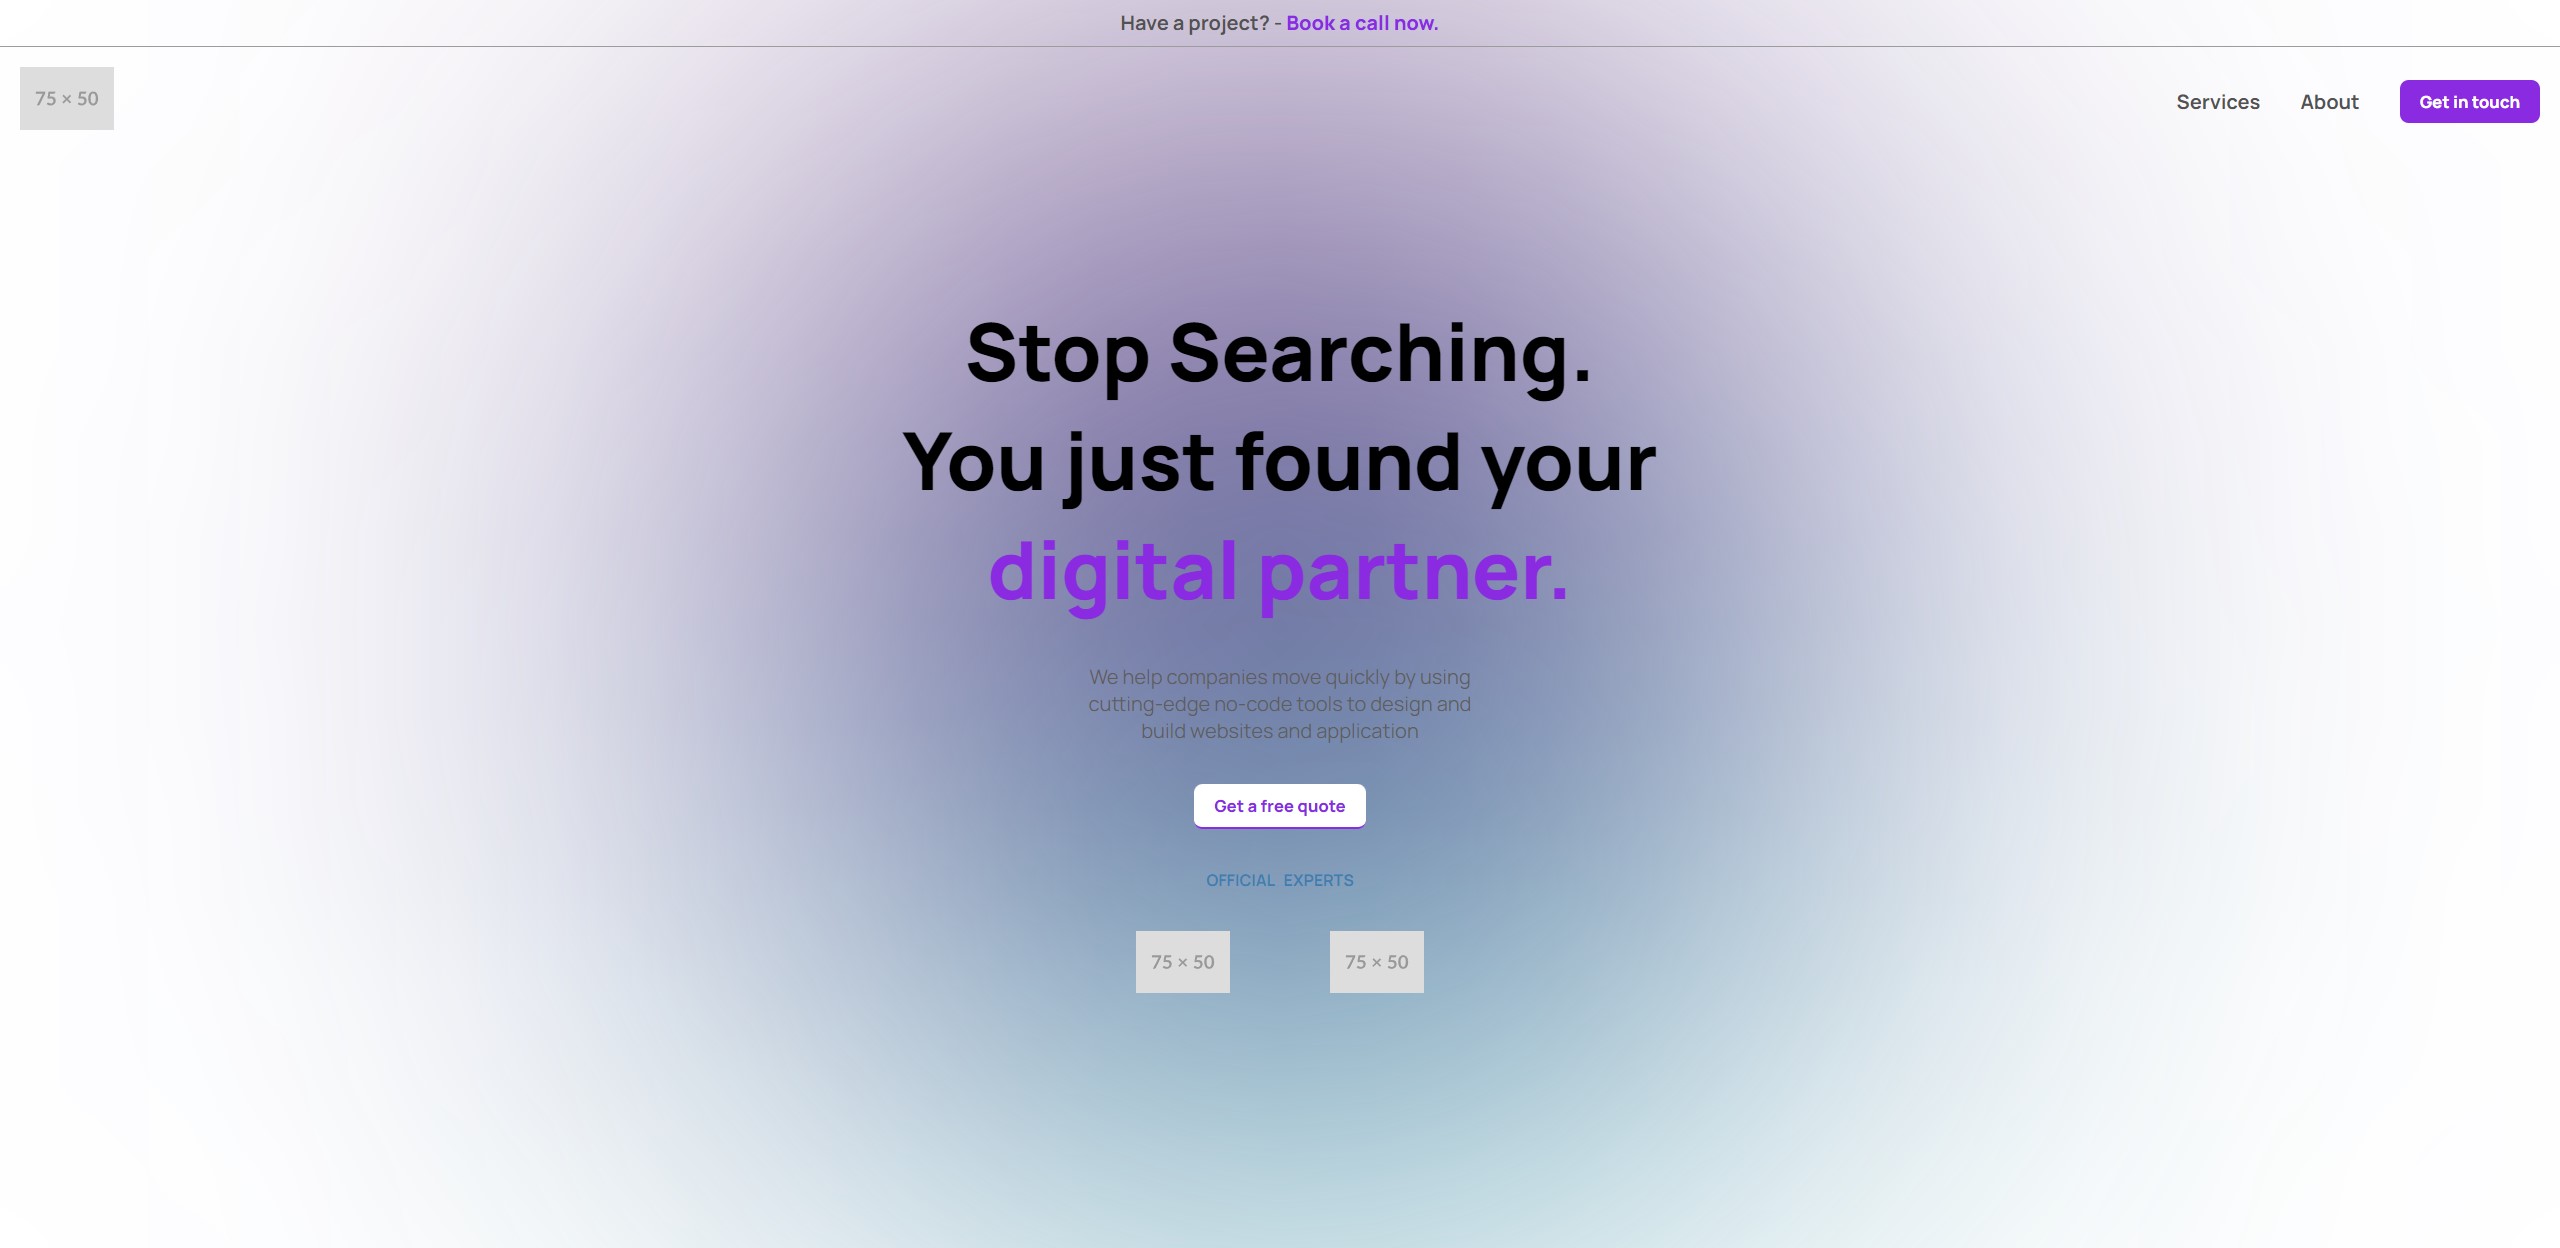 Have a project? - Book a call now.
75 × 50
Services
About
Get in touch
Stop Searching.
You just found your
digital partner.
We help companies move quickly by using
cutting-edge no-code tools to design and
build websites and application
Get a free quote
OFFICIAL EXPERTS
75 × 50
75 × 50